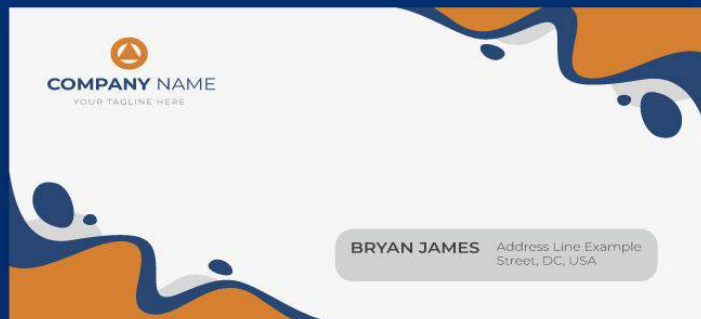 COMPANY NAME
YOUR TAGLINE HERE
BRYAN JAMES
Address Line Example
Street, DC, USA